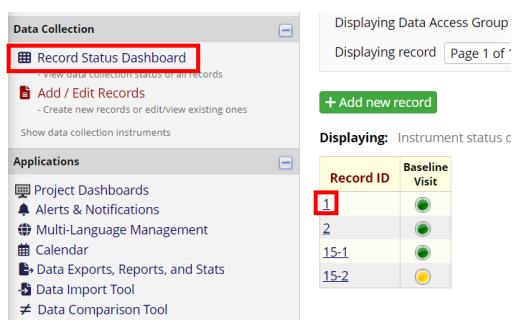 Data Collection
Record Status Dashboard
- View data collection status of all records
Add / Edit Records
- Create new records or edit/view existing ones
Show data collection instruments
Applications
Project Dashboards
Alerts & Notifications
Multi-Language Management
Calendar
Data Exports, Reports, and Stats
Data Import Tool
Data Comparison Tool
Displaying Data Access Group
Displaying record Page 1 of 1
+ Add new record
Displaying: Instrument status
Record ID Baseline
Visit
1
2
15-1
15-2